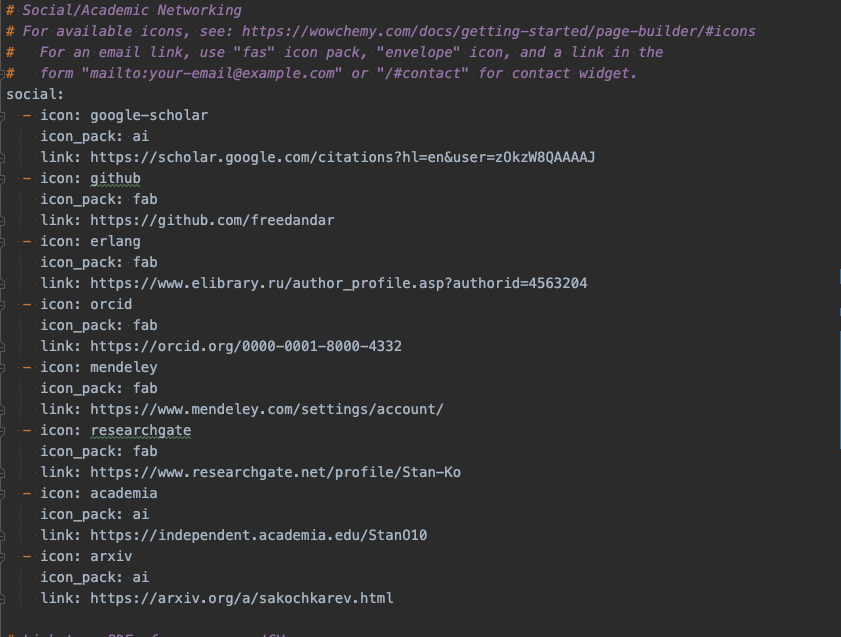 # Social/Academic Networking
# For available icons, see: https://wowchemy.com/docs/getting-started/page-builder/#icons
#   For an email link, use "fas" icon pack, "envelope" icon, and a link in the
#   form "mailto:your-email@example.com" or "/#contact" for contact widget.
social:
  - icon: google-scholar
    icon_pack: ai
    link: https://scholar.google.com/citations?hl=en&user=zOkzW8QAAAAJ
  - icon: github
    icon_pack: fab
    link: https://github.com/freedandar
  - icon: erlang
    icon_pack: fab
    link: https://www.elibrary.ru/author_profile.asp?authorid=4563204
  - icon: orcid
    icon_pack: fab
    link: https://orcid.org/0000-0001-8000-4332
  - icon: mendeley
    icon_pack: fab
    link: https://www.mendeley.com/settings/account/
  - icon: researchgate
    icon_pack: fab
    link: https://www.researchgate.net/profile/Stan-Ko
  - icon: academia
    icon_pack: ai
    link: https://independent.academia.edu/StanO10
  - icon: arxiv
    icon_pack: ai
    link: https://arxiv.org/a/sakochkarev.html